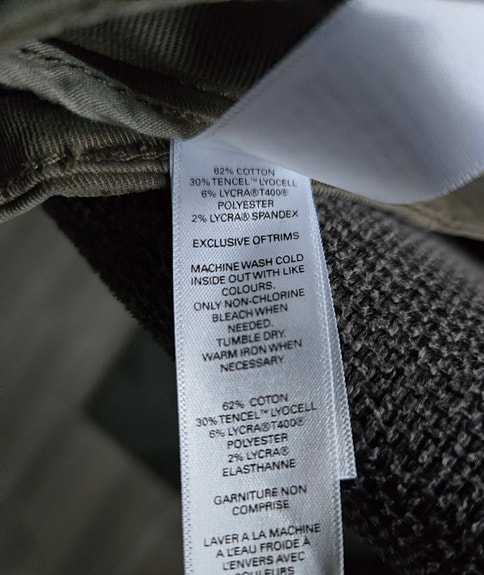 62% COTTON
30% TENCEL™ LYOCELL
6% LYCRA®T400®
POLYESTER
2% LYCRA® SPANDEX
EXCLUSIVE OF TRIMS
MACHINE WASH COLD
INSIDE OUT WITH LIKE
COLOURS.
ONLY NON-CHLORINE
BLEACH WHEN
NEEDED.
TUMBLE DRY.
WARM IRON WHEN
NECESSARY
62% COTON
30% TENCEL™ LYOCELL
6% LYCRA®T400®
POLYESTER
2% LYCRA®
ELASTHANNE
GARNITURE NON
COMPRISE
LAVER A LA MACHINE
A L'EAU FROIDE À
L'ENVERS AVEC
COULEURS